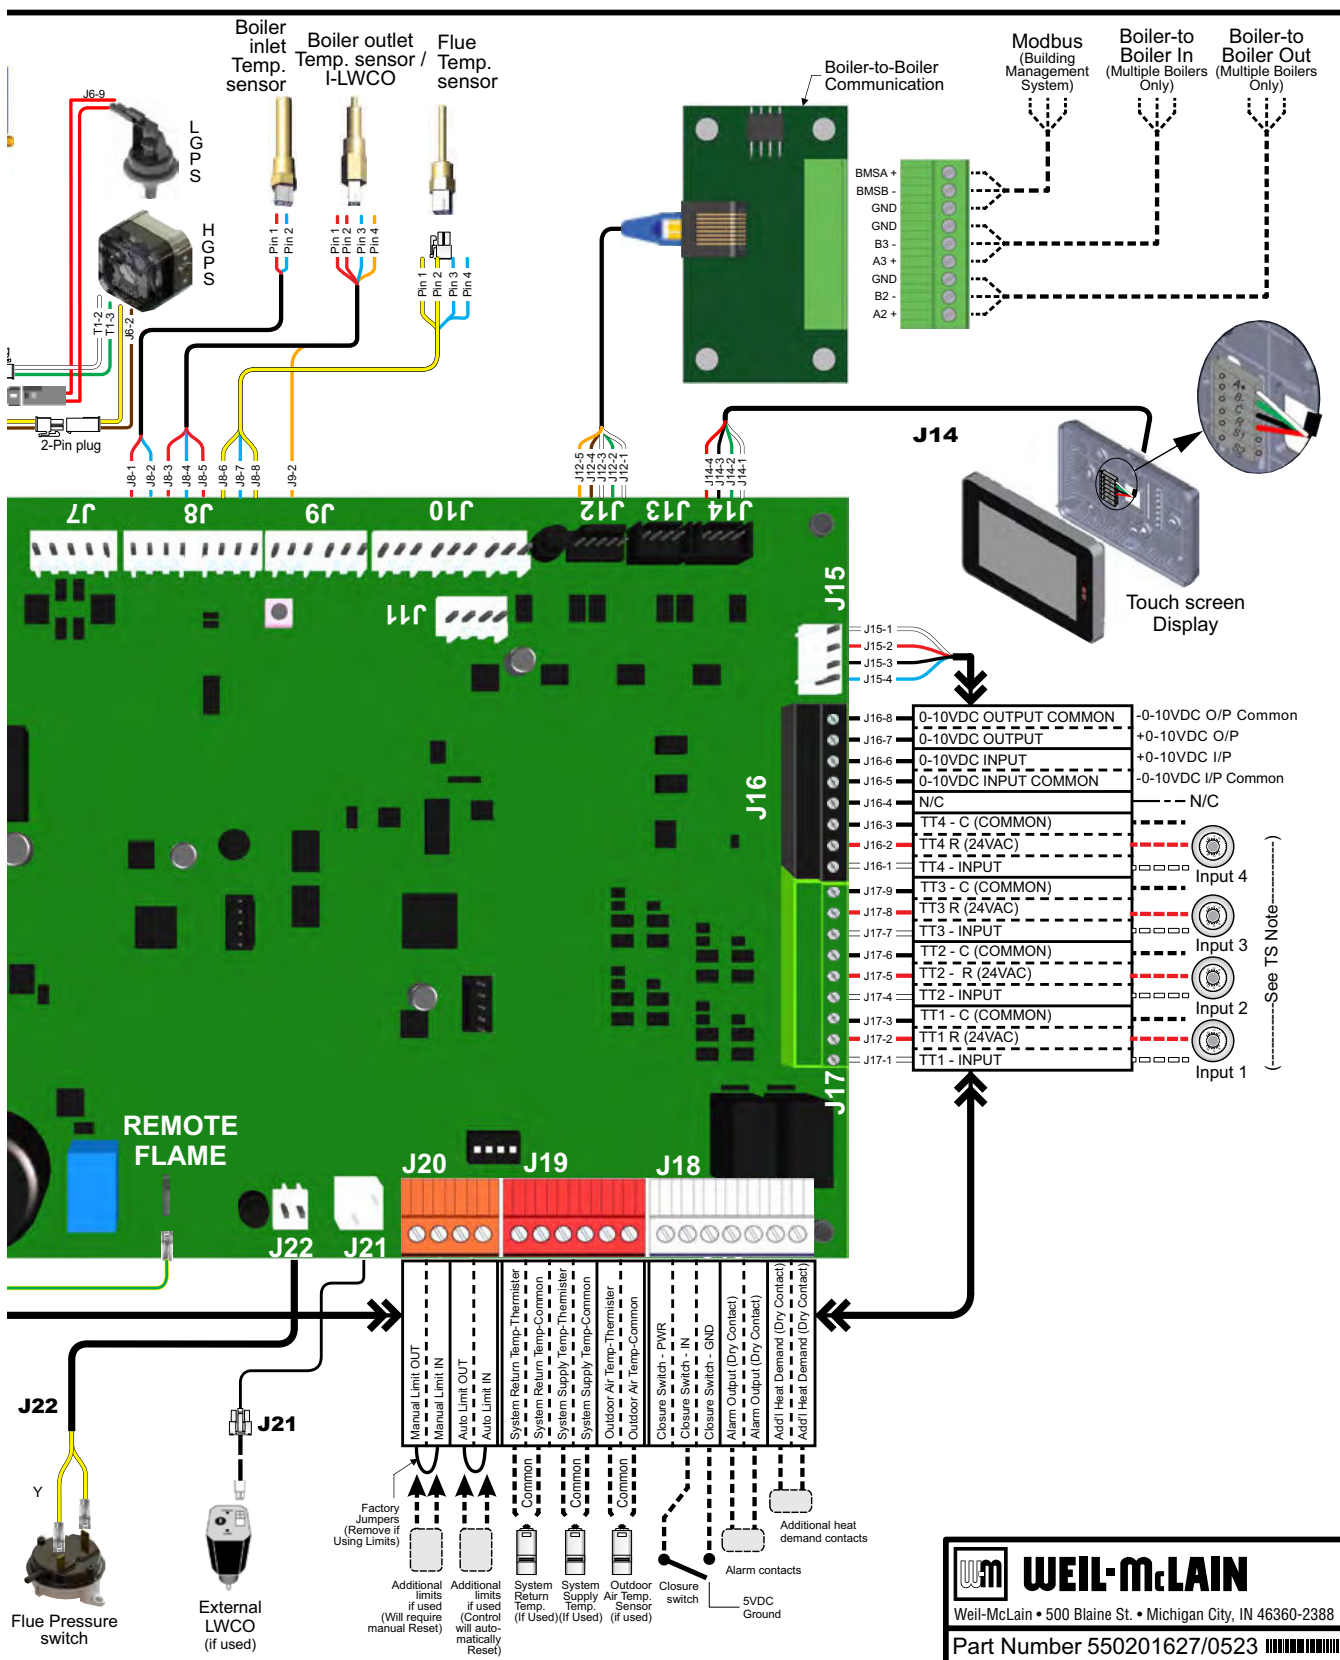 Boiler
inlet
Temp.
sensor
Boiler outlet
Temp. sensor /
I-LWCO
Flue
Temp.
sensor
Boiler-to-Boiler
Communication
Modbus
(Building
Management
System)
Boiler-to
Boiler In
(Multiple Boilers
Only)
Boiler-to
Boiler Out
(Multiple Boilers
Only)
J6-9
LGPS
HGPS
T1-2
T1-3
J6-2
2-Pin plug
Pin 1
Pin 2
Pin 1
Pin 2
Pin 3
Pin 4
Pin 1
Pin 2
Pin 3
Pin 4
BMSA +
BMSB -
GND
GND
B3 -
A3 +
GND
B2 -
A2 +
J8-1
J8-2
J8-3
J8-4
J8-5
J8-6
J8-7
J8-8
J9-2
J12-5
J12-4
J12-3
J12-2
J12-1
J14-4
J14-3
J14-2
J14-1
J14
A
B
C
R
S1
S2
Touch screen
Display
J7
J8
J9
J10
J12
J13
J14
J11
J15
J16
J17
J15-1
J15-2
J15-3
J15-4
J16-8 0-10VDC OUTPUT COMMON -0-10VDC O/P Common
J16-7 0-10VDC OUTPUT +0-10VDC O/P
J16-6 0-10VDC INPUT +0-10VDC I/P
J16-5 0-10VDC INPUT COMMON -0-10VDC I/P Common
J16-4 N/C N/C
J16-3 TT4 - C (COMMON)
J16-2 TT4 R (24VAC)
J16-1 TT4 - INPUT
Input 4
J17-9 TT3 - C (COMMON)
J17-8 TT3 R (24VAC)
J17-7 TT3 - INPUT
Input 3
J17-6 TT2 - C (COMMON)
J17-5 TT2 - R (24VAC)
J17-4 TT2 - INPUT
Input 2
J17-3 TT1 - C (COMMON)
J17-2 TT1 R (24VAC)
J17-1 TT1 - INPUT
Input 1
See TS Note
REMOTE
FLAME
J22
J21
J20
J19
J18
Manual Limit OUT
Manual Limit IN
Auto Limit OUT
Auto Limit IN
System Return Temp-Thermister
System Return Temp-Common
System Supply Temp-Thermister
System Supply Temp-Common
Outdoor Air Temp-Thermister
Outdoor Air Temp-Common
Closure Switch - PWR
Closure Switch - IN
Closure Switch - GND
Alarm Output (Dry Contact)
Alarm Output (Dry Contact)
Add'l Heat Demand (Dry Contact)
Add'l Heat Demand (Dry Contact)
J22
J21
Y
Flue Pressure
switch
External
LWCO
(if used)
Factory
Jumpers
(Remove if
Using Limits)
Common
Common
Common
Additional
limits
if used
(Will require
manual Reset)
Additional
limits
if used
(Control
will auto-
matically
Reset)
System
Return
Temp.
(If Used)
System
Supply
Temp.
(If Used)
Outdoor
Air Temp.
Sensor
(if used)
Closure
switch
5VDC
Ground
Alarm contacts
Additional heat
demand contacts
WM WEIL-McLAIN
Weil-McLain • 500 Blaine St. • Michigan City, IN 46360-2388
Part Number 550201627/0523